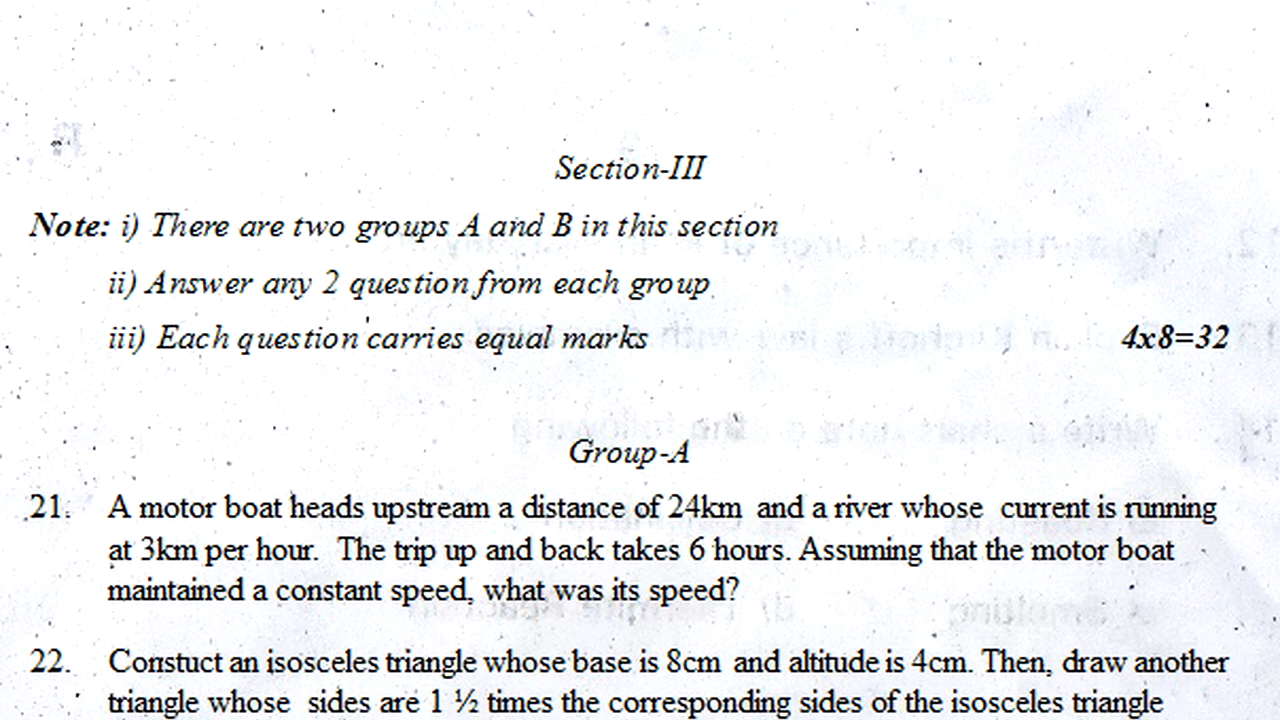 Section-III
Note: i) There are two groups A and B in this section
ii) Answer any 2 question from each group
iii) Each question carries equal marks 4x8=32
Group-A
21. A motor boat heads upstream a distance of 24km and a river whose current is running
at 3km per hour. The trip up and back takes 6 hours. Assuming that the motor boat
maintained a constant speed, what was its speed?
22. Constuct an isosceles triangle whose base is 8cm and altitude is 4cm. Then, draw another
triangle whose sides are 1 ½ times the corresponding sides of the isosceles triangle